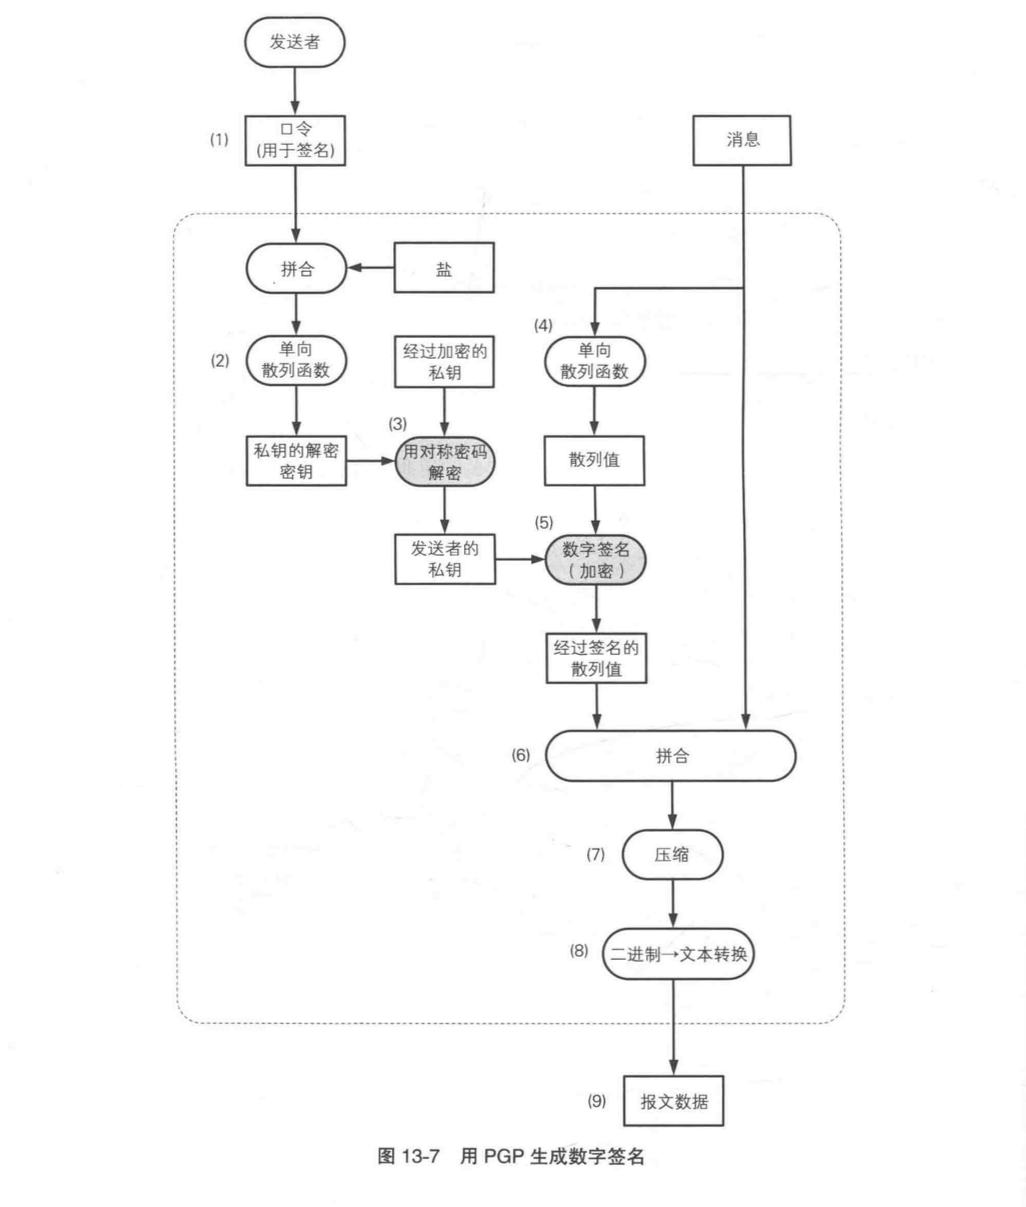 发送者
(1)
口令
(用于签名)
消息
拼合
盐
(2)
单向
散列函数
经过加密的
私钥
(4)
单向
散列函数
私钥的解密
密钥
(3)
用对称密码
解密
散列值
发送者的
私钥
(5)
数字签名
(加密)
经过签名的
散列值
(6)
拼合
(7)
压缩
(8)
二进制→文本转换
(9)
报文数据
图 13-7 用 PGP 生成数字签名